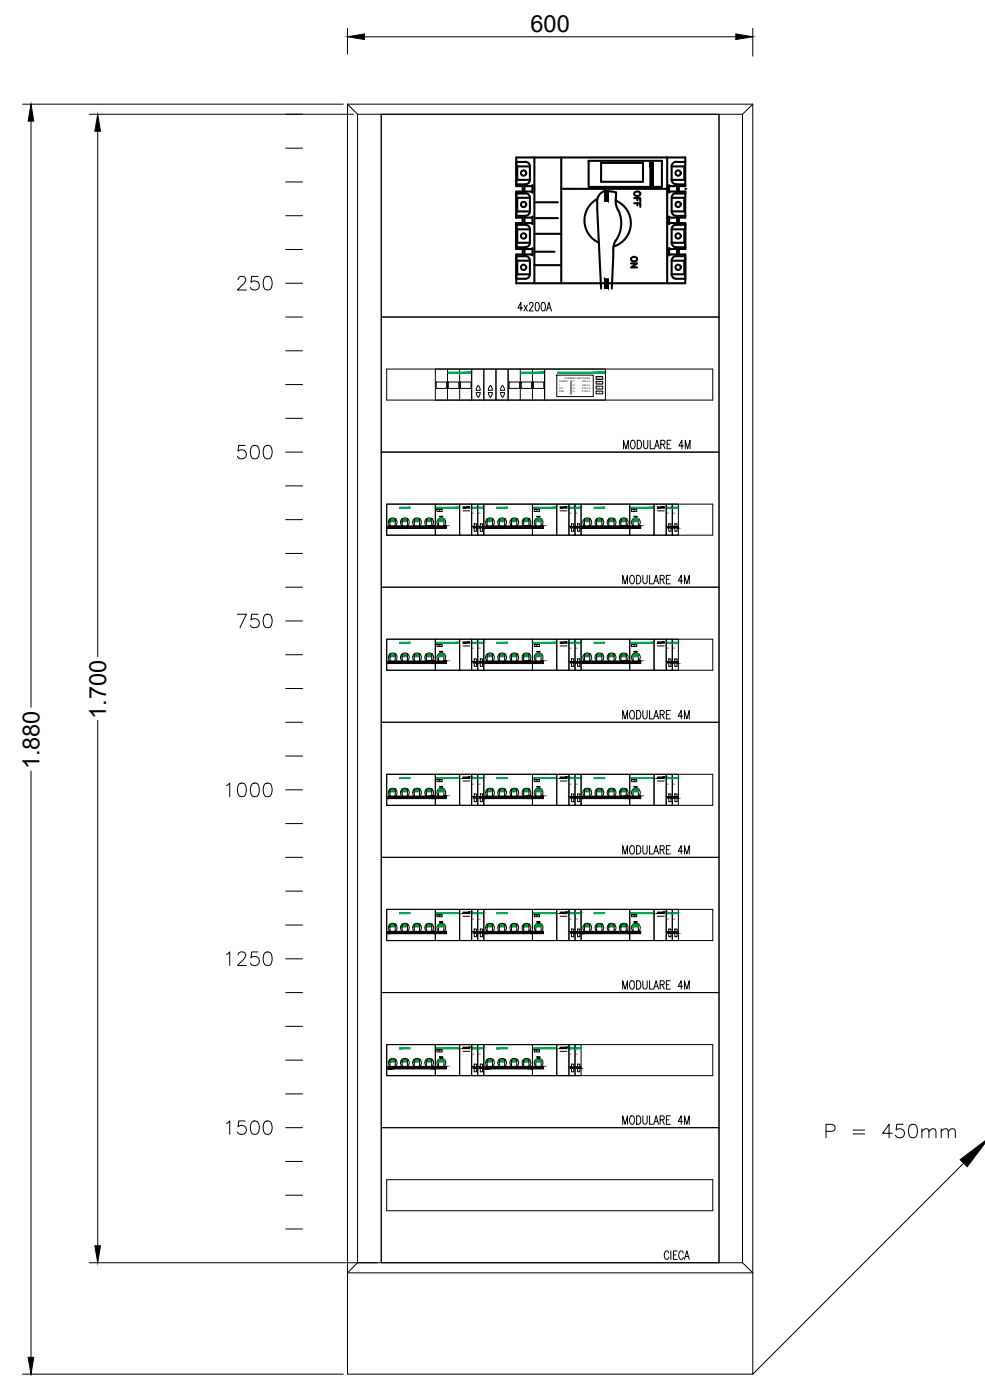 600
OFF
ON
4x200A
250
MODULARE 4M
500
MODULARE 4M
750
MODULARE 4M
1.700
1.880
1000
MODULARE 4M
1250
MODULARE 4M
1500
MODULARE 4M
P = 450mm
CIECA